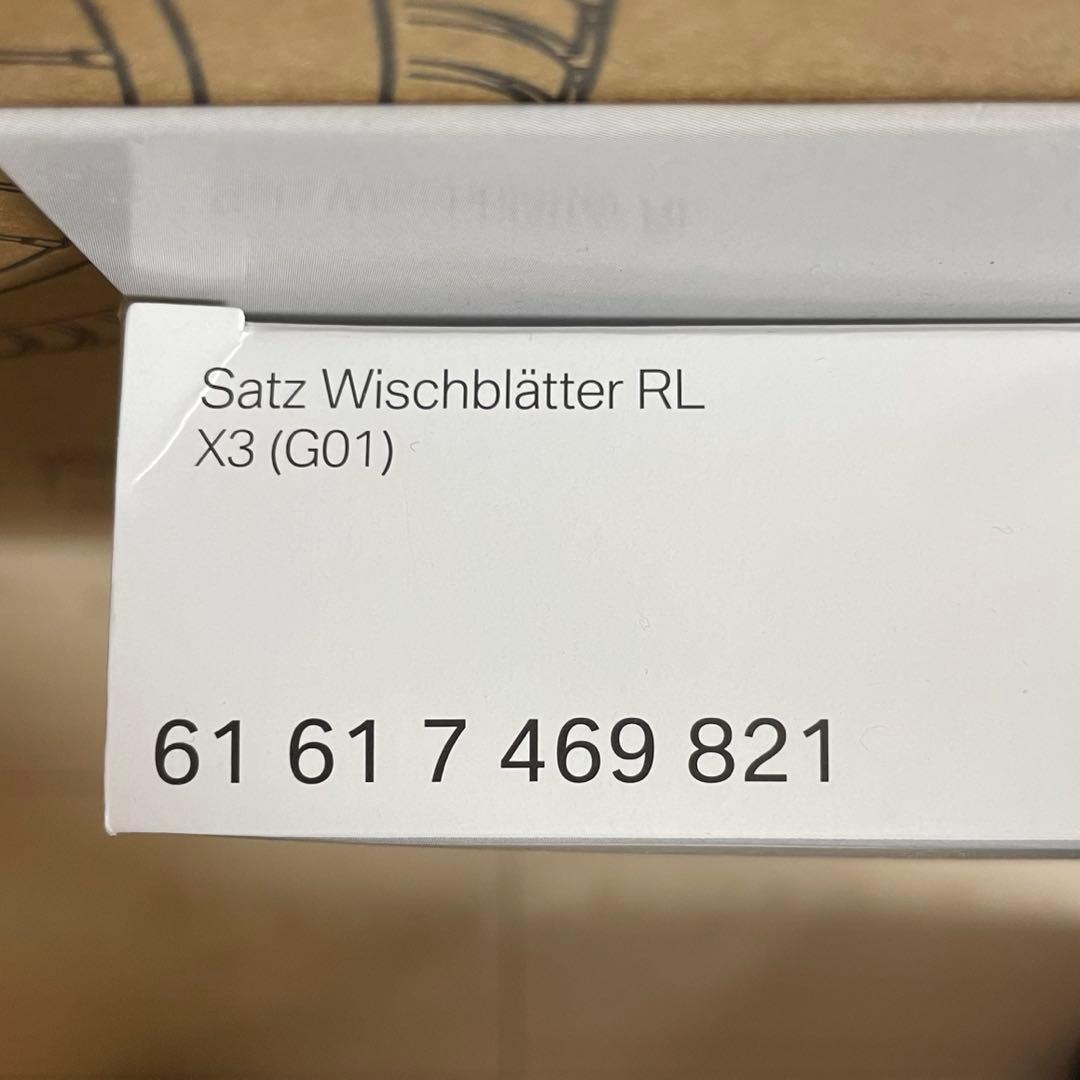 Satz Wischblätter RL
X3 (G01)
61 61 7 469 821